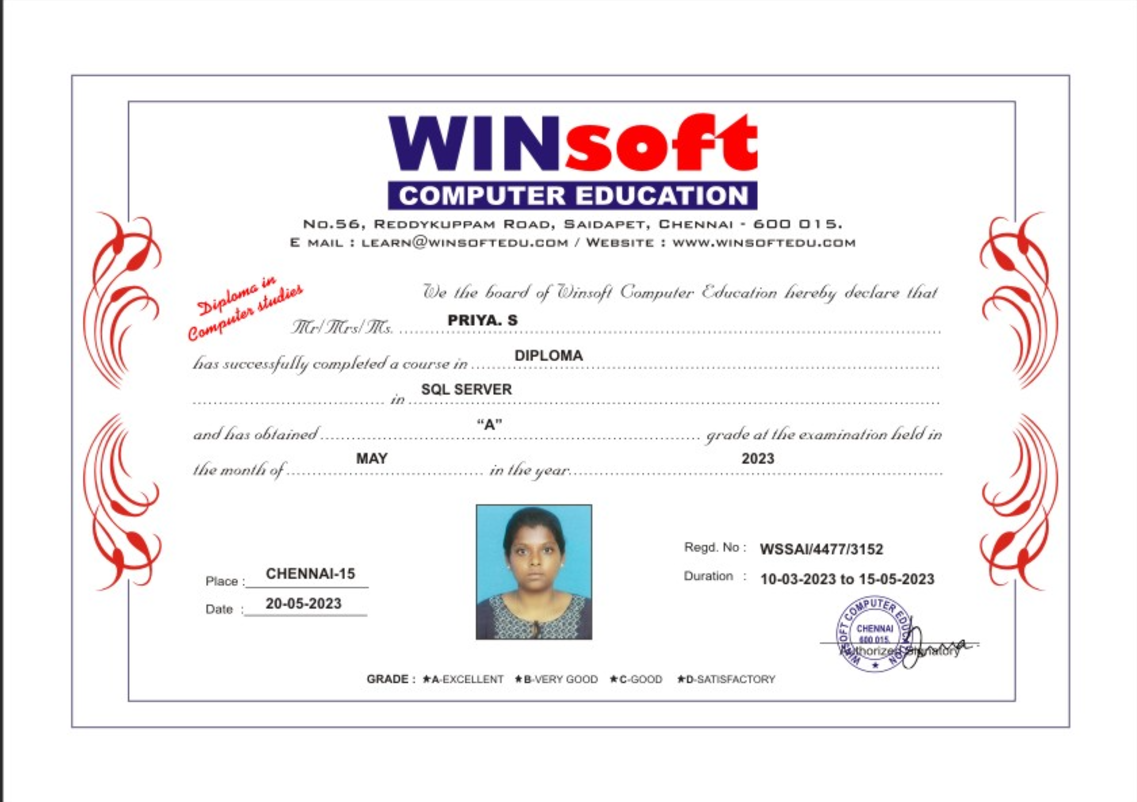 WINsoft
COMPUTER EDUCATION
No.56, Reddykuppam Road, Saidapet, Chennai - 600 015.
E mail : learn@winsoftedu.com / Website : www.winsoftedu.com
Diploma in
Computer studies
We the board of Winsoft Computer Education hereby declare that
Mr/Mrs/Ms. PRIYA. S
has successfully completed a course in DIPLOMA
in SQL SERVER
and has obtained "A" grade at the examination held in
the month of MAY in the year 2023
Regd. No : WSSAI/4477/3152
Duration : 10-03-2023 to 15-05-2023
Place : CHENNAI-15
Date : 20-05-2023
WINSOFT COMPUTER EDUCATION
CHENNAI
600 015.
Authorized Signatory
GRADE : ★A-EXCELLENT ★B-VERY GOOD ★C-GOOD ★D-SATISFACTORY